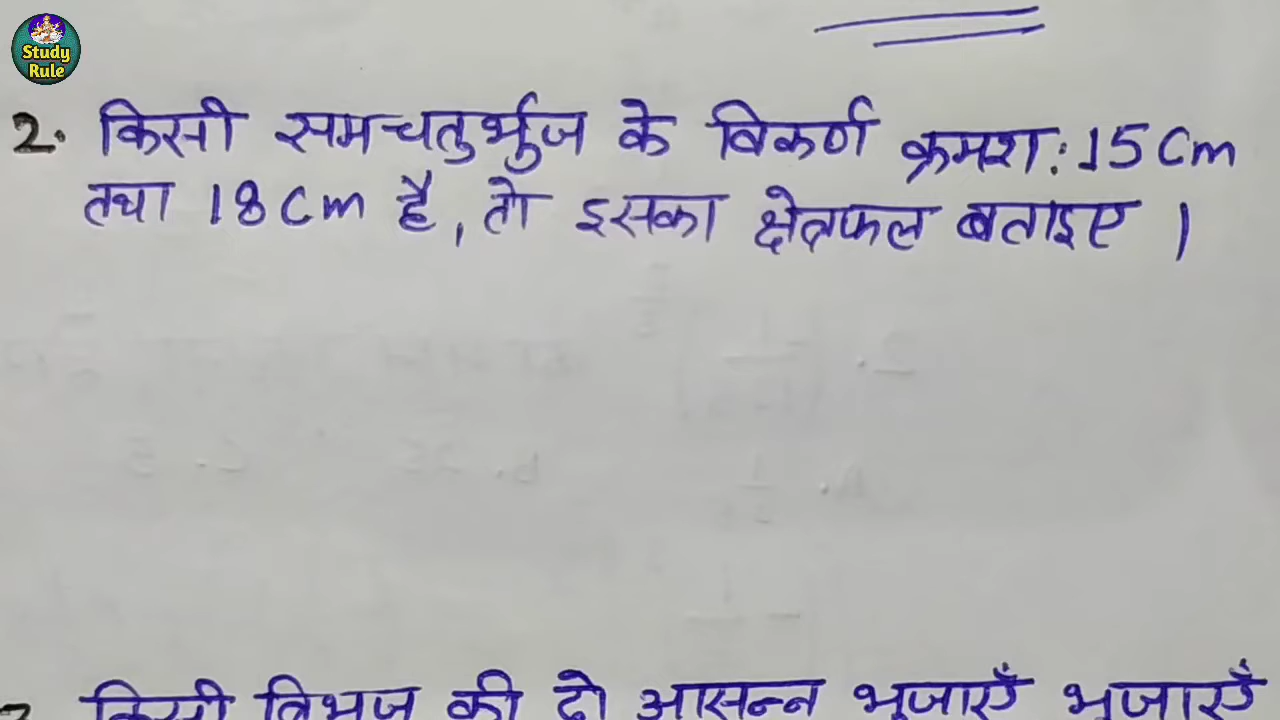 Study
Rule
2. किसी समचतुर्भुज के विकर्ण क्रमश: 15 Cm
तथा 18 Cm है, तो इसका क्षेत्रफल बताइए ।
किसी त्रिभुज की दो आसन्न भुजाएँ भुजाएँ